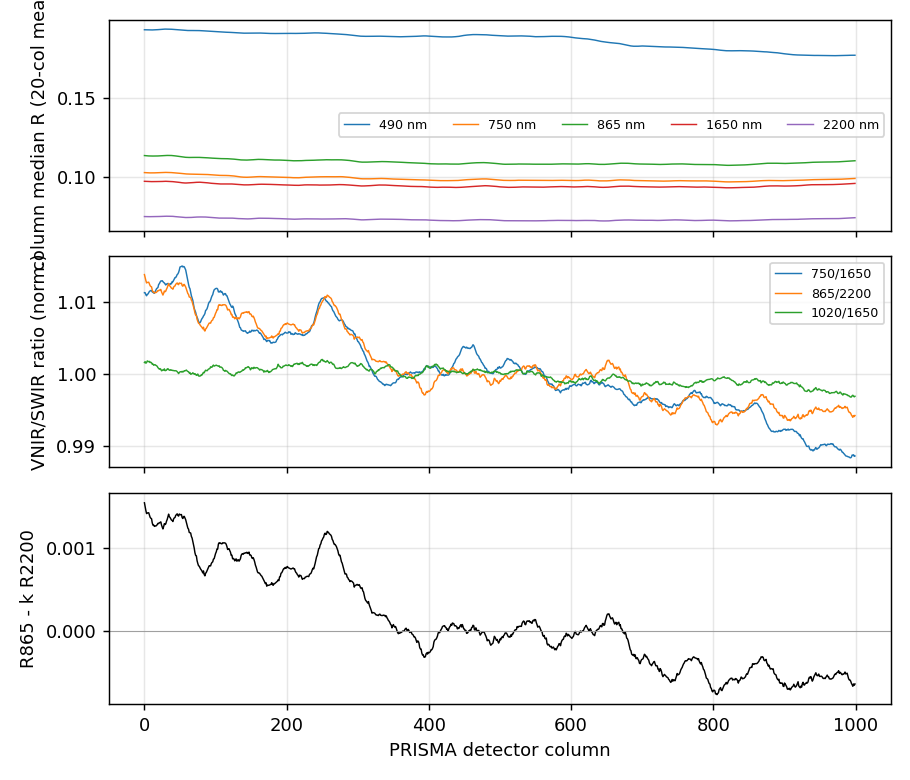 column median R (20-col mea
0.15
0.10
490 nm 750 nm 865 nm 1650 nm 2200 nm
VNIR/SWIR ratio (norm.)
1.01
1.00
0.99
750/1650
865/2200
1020/1650
R865 - k R2200
0.001
0.000
0 200 400 600 800 1000
PRISMA detector column